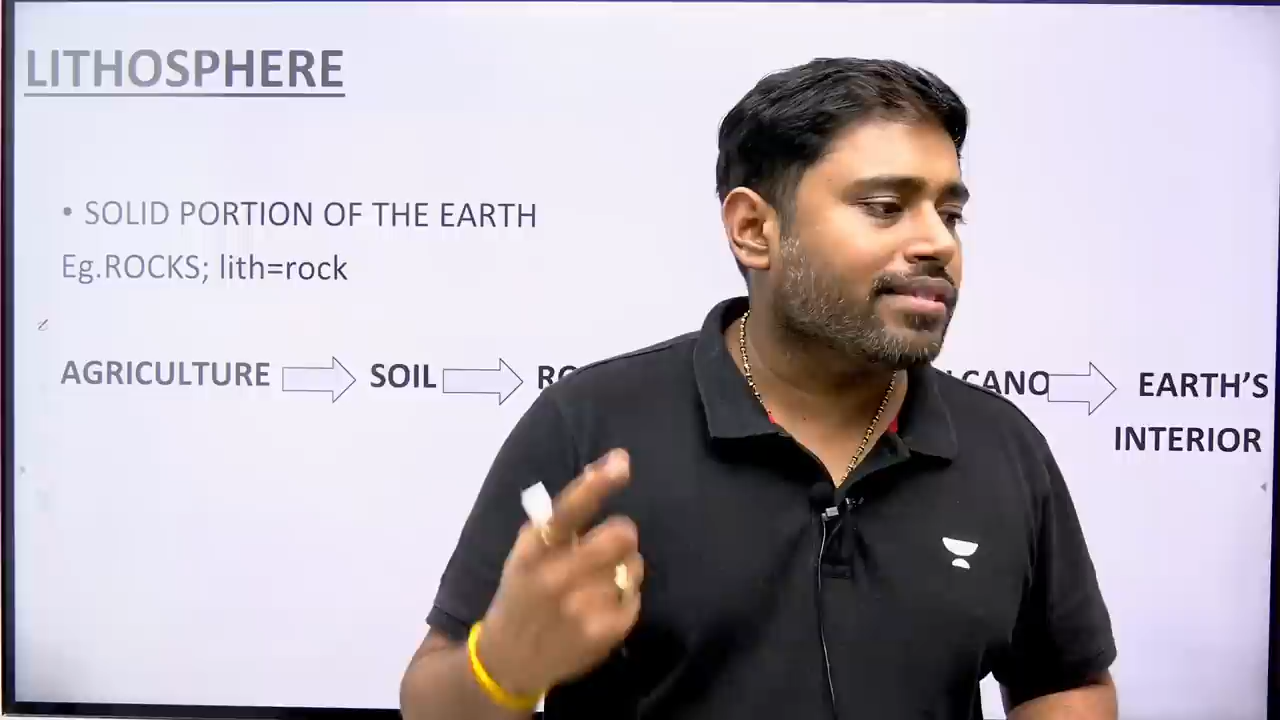 LITHOSPHERE
• SOLID PORTION OF THE EARTH
Eg.ROCKS; lith=rock
AGRICULTURE SOIL EARTH'S
INTERIOR